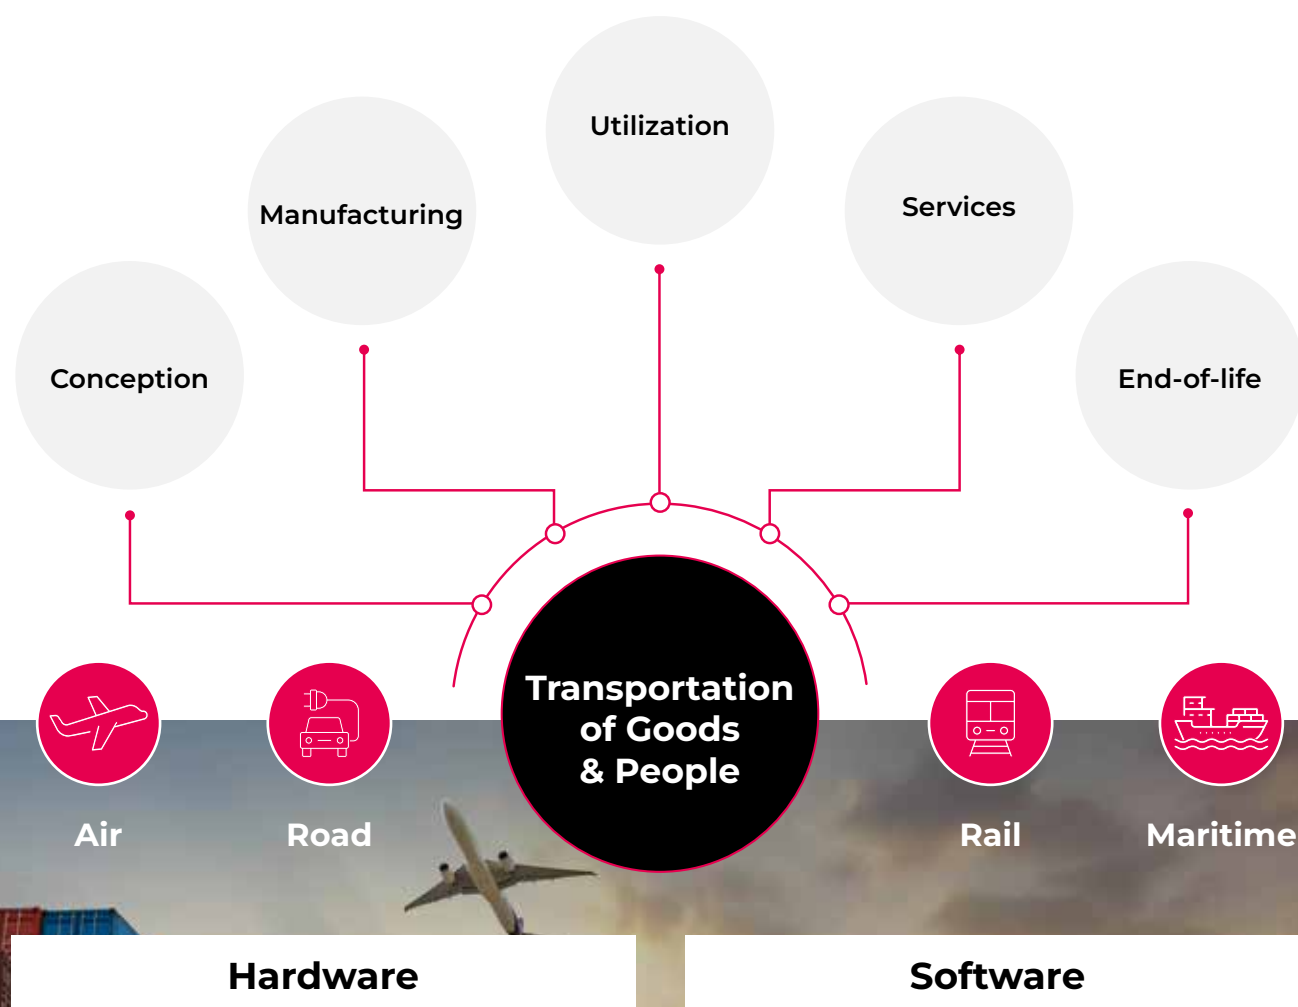 Utilization
Manufacturing
Services
Conception
End-of-life
Transportation
of Goods
& People
Air
Road
Rail
Maritime
Hardware
Software